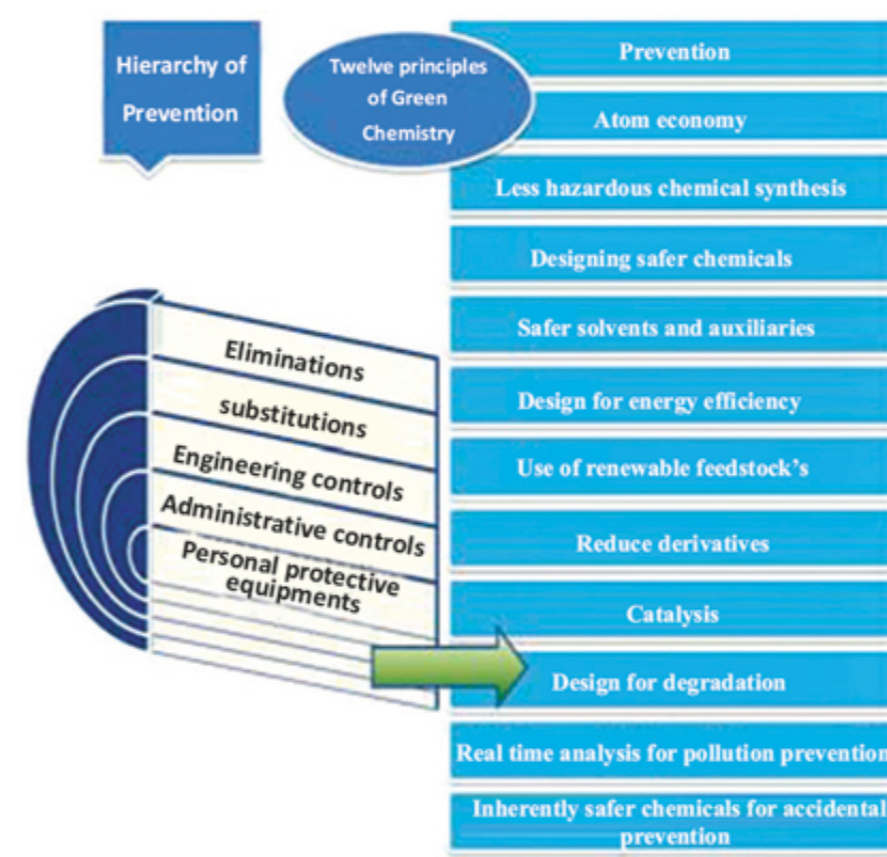 Hierarchy of
Prevention
Twelve principles
of Green
Chemistry
Prevention
Atom economy
Less hazardous chemical synthesis
Designing safer chemicals
Safer solvents and auxiliaries
Design for energy efficiency
Use of renewable feedstock's
Reduce derivatives
Catalysis
Design for degradation
Real time analysis for pollution prevention
Inherently safer chemicals for accidental
prevention
Eliminations
substitutions
Engineering controls
Administrative controls
Personal protective
equipments